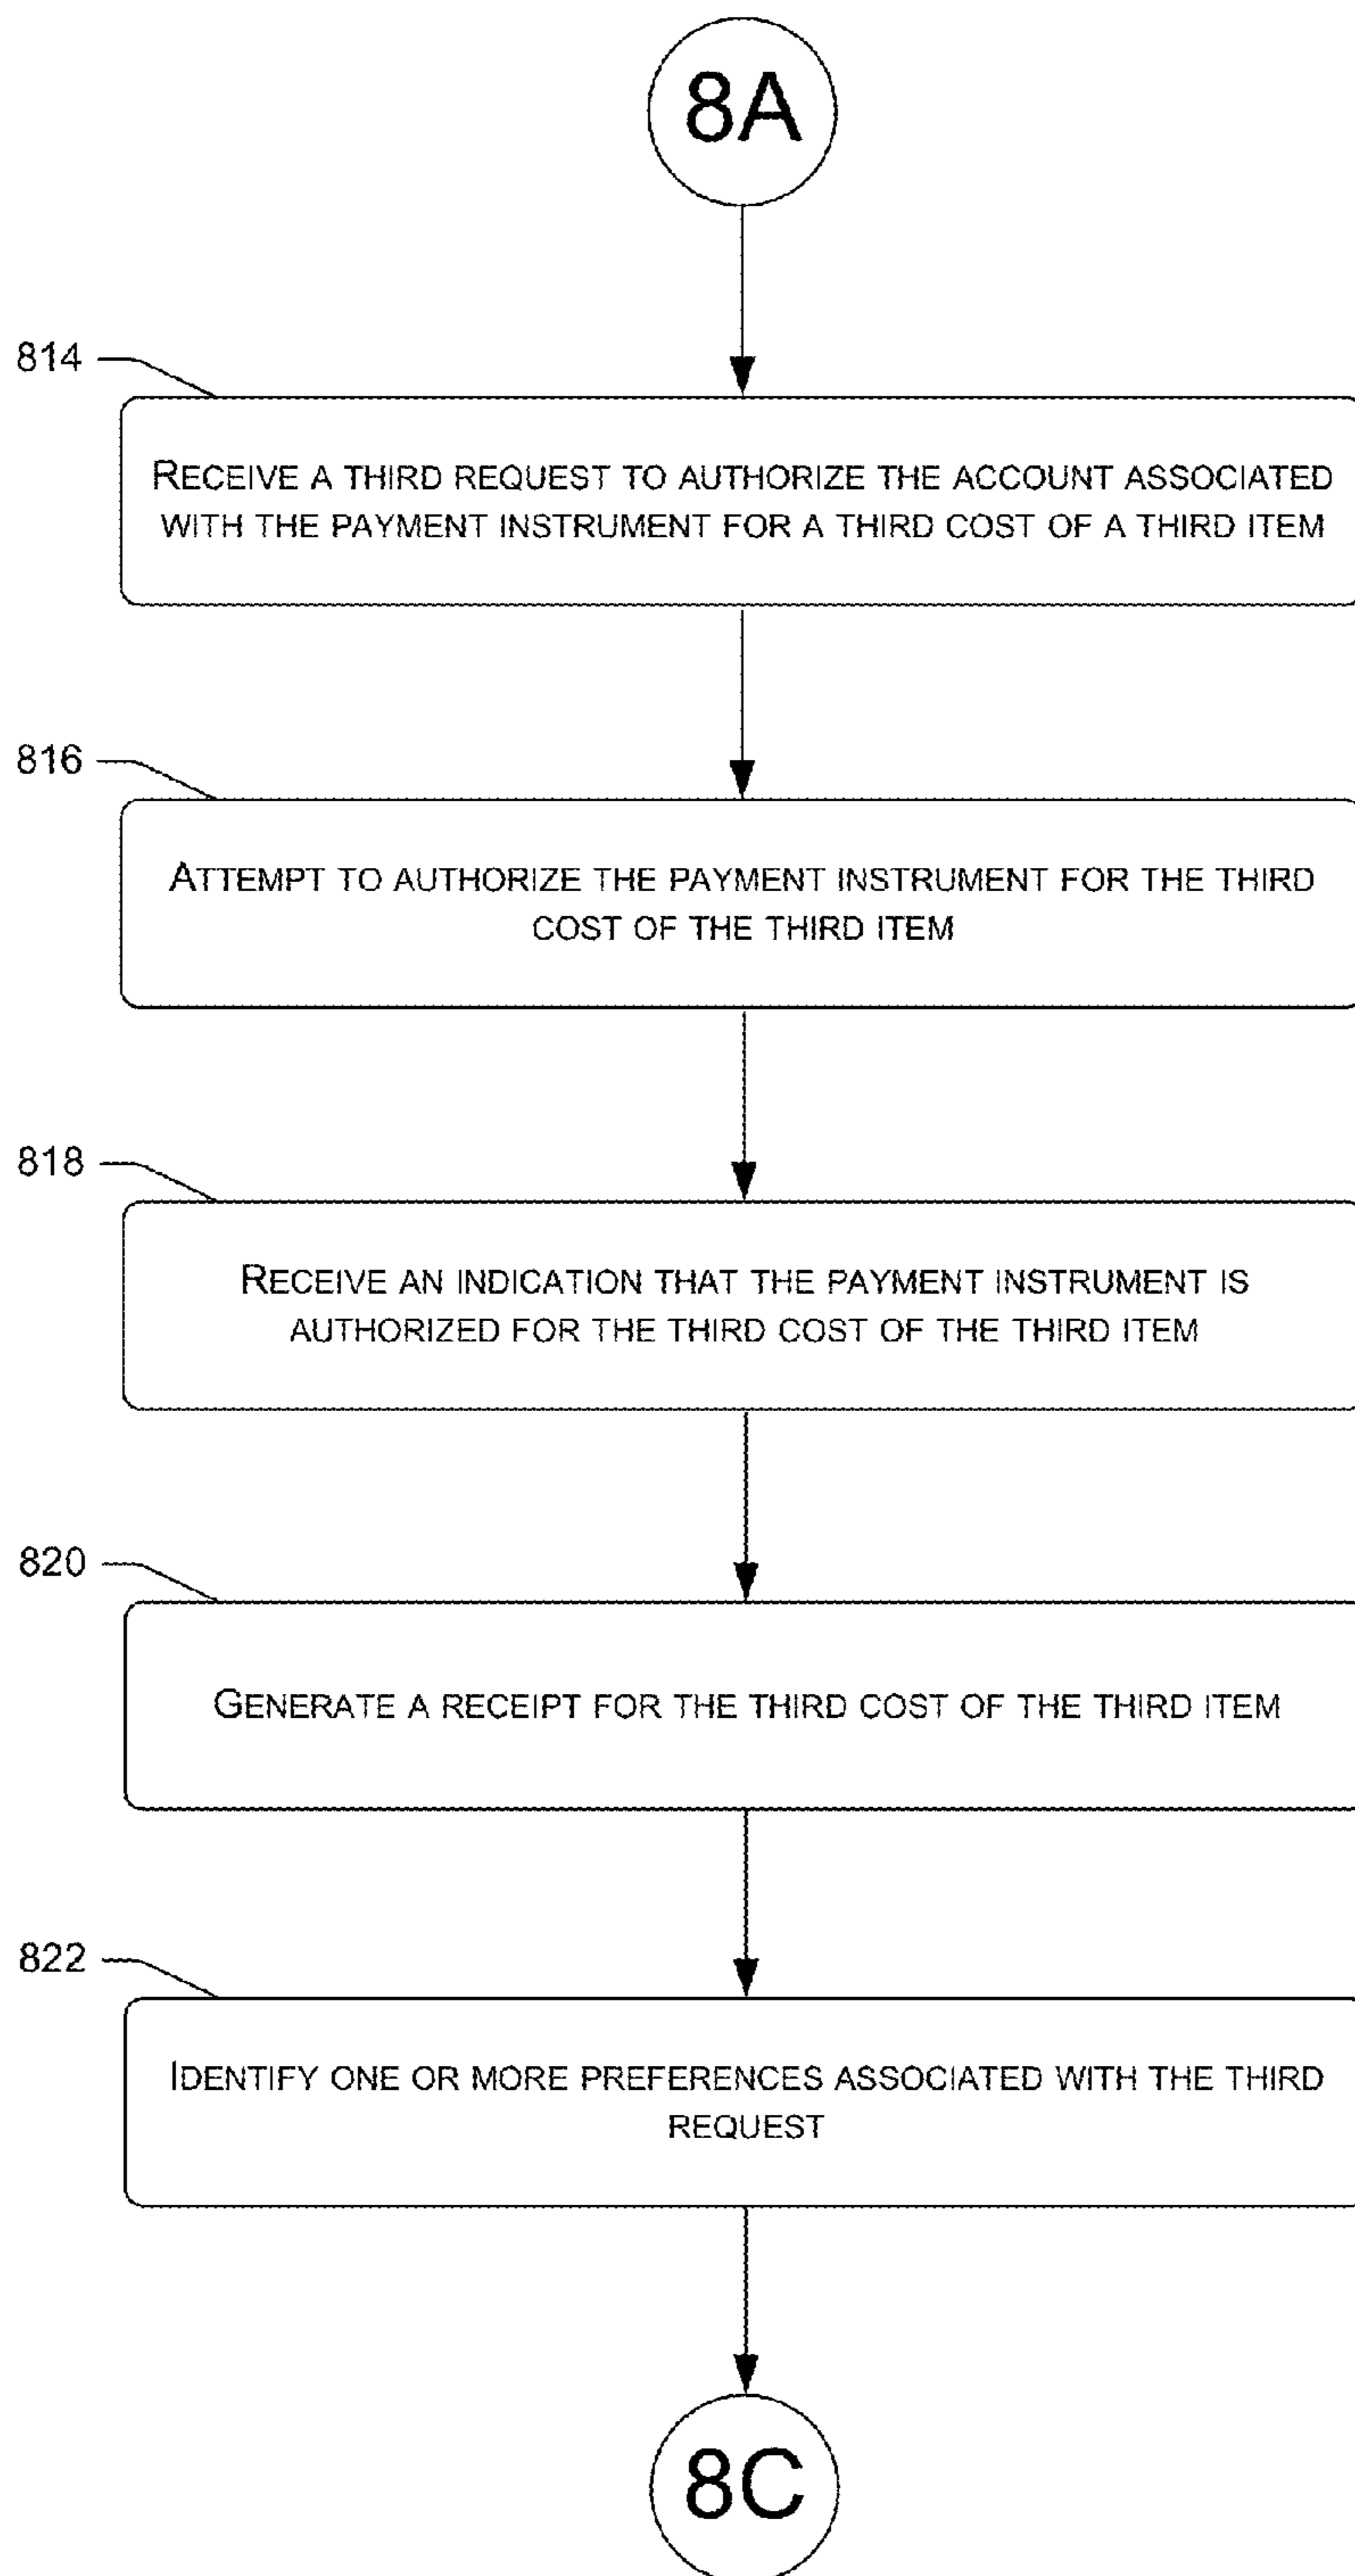 8A
814
RECEIVE A THIRD REQUEST TO AUTHORIZE THE ACCOUNT ASSOCIATED
WITH THE PAYMENT INSTRUMENT FOR A THIRD COST OF A THIRD ITEM
816
ATTEMPT TO AUTHORIZE THE PAYMENT INSTRUMENT FOR THE THIRD
COST OF THE THIRD ITEM
818
RECEIVE AN INDICATION THAT THE PAYMENT INSTRUMENT IS
AUTHORIZED FOR THE THIRD COST OF THE THIRD ITEM
820
GENERATE A RECEIPT FOR THE THIRD COST OF THE THIRD ITEM
822
IDENTIFY ONE OR MORE PREFERENCES ASSOCIATED WITH THE THIRD
REQUEST
8C